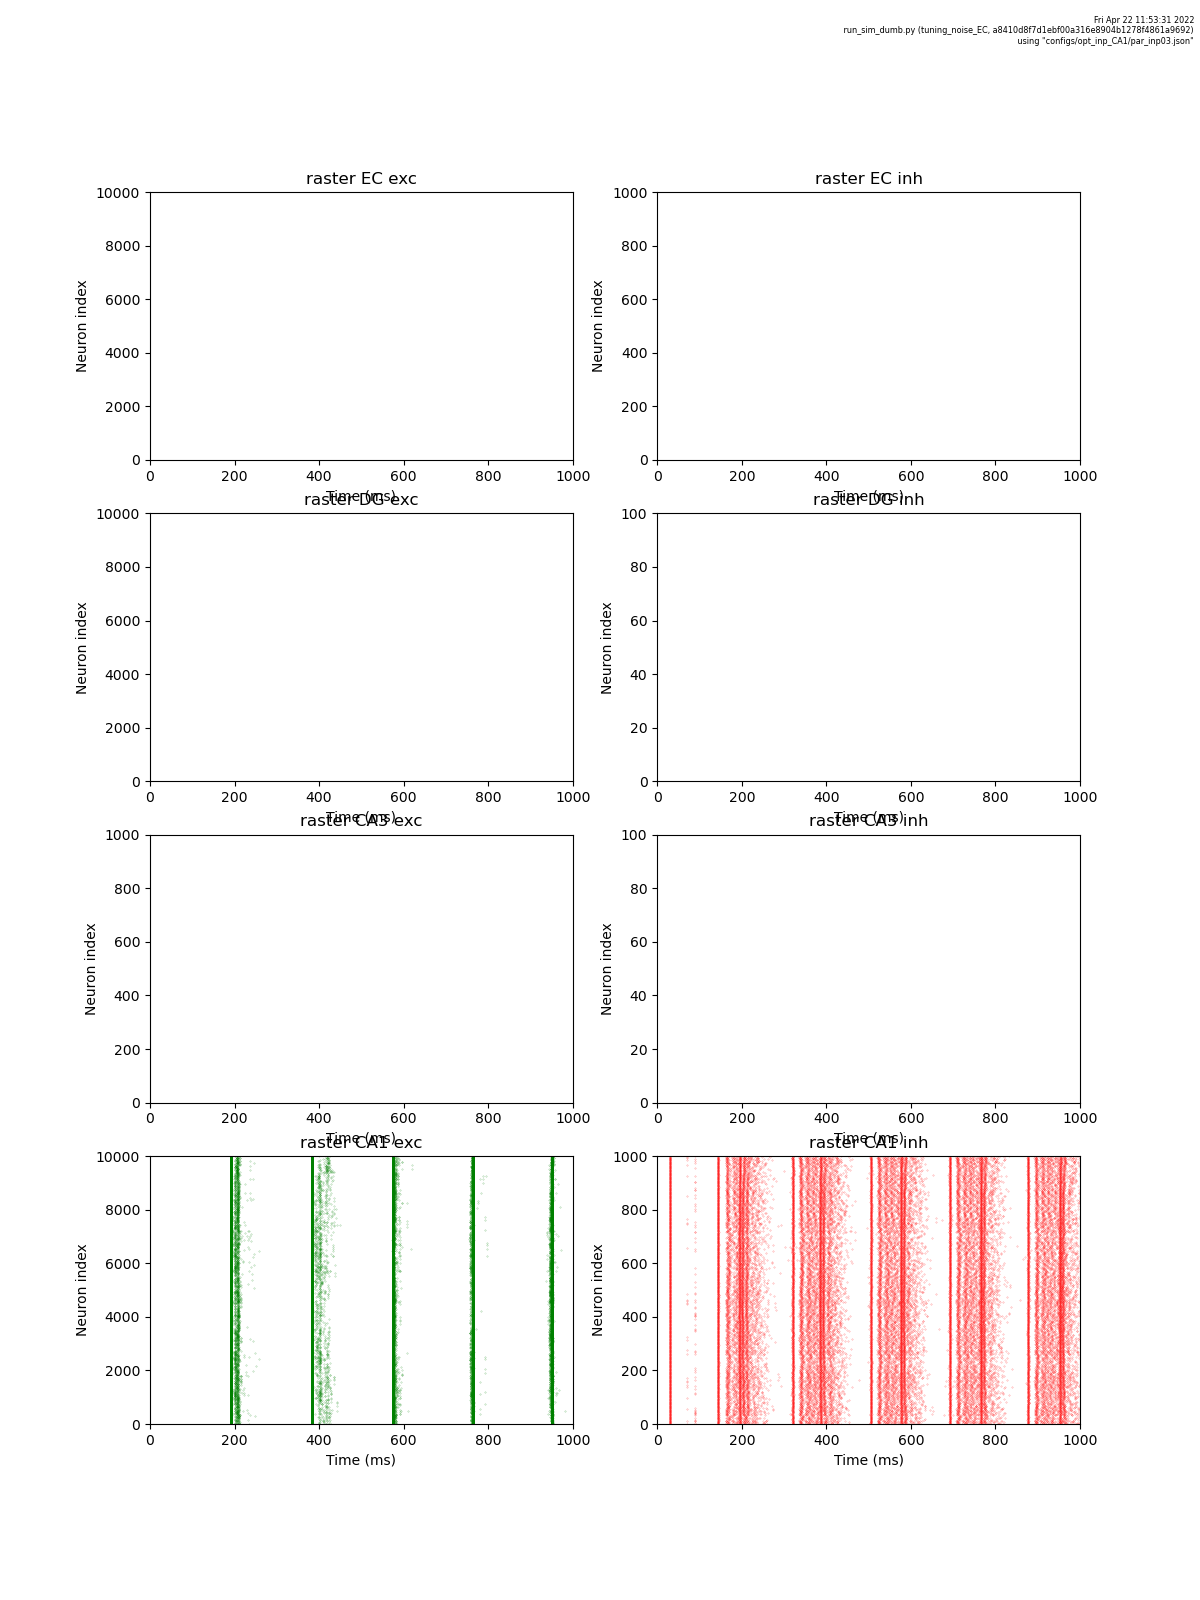 Fri Apr 22 11:53:31 2022
run_sim_dumb.py (tuning_noise_EC, a8410d8f7d1ebf00a316e8904b1278f4861a9692)
using "configs/opt_inp_CA1/par_inp03.json"
raster EC exc
10000
8000
6000
4000
2000
0
Neuron index
0 200 400 600 800 1000
Time (ms)
raster EC inh
1000
800
600
400
200
0
Neuron index
0 200 400 600 800 1000
Time (ms)
raster DG exc
10000
8000
6000
4000
2000
0
Neuron index
0 200 400 600 800 1000
Time (ms)
raster DG inh
100
80
60
40
20
0
Neuron index
0 200 400 600 800 1000
Time (ms)
raster CA3 exc
1000
800
600
400
200
0
Neuron index
0 200 400 600 800 1000
Time (ms)
raster CA3 inh
100
80
60
40
20
0
Neuron index
0 200 400 600 800 1000
Time (ms)
raster CA1 exc
10000
8000
6000
4000
2000
0
Neuron index
0 200 400 600 800 1000
Time (ms)
raster CA1 inh
1000
800
600
400
200
0
Neuron index
0 200 400 600 800 1000
Time (ms)